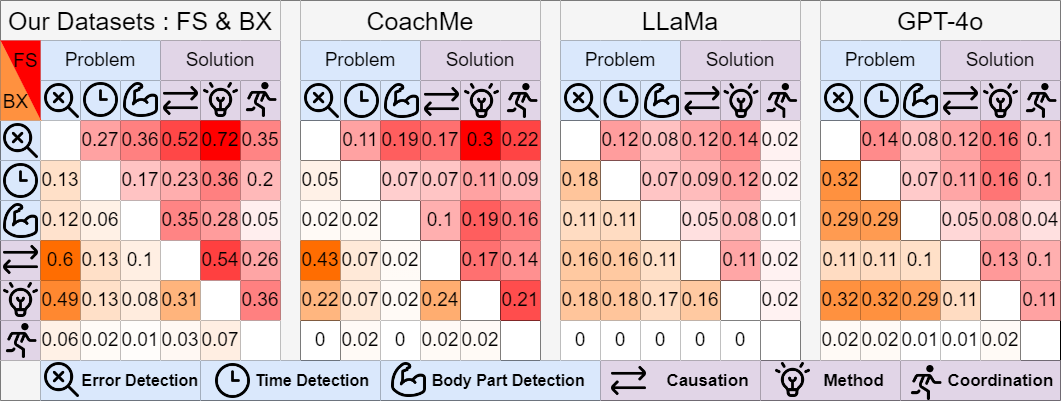 Our Datasets : FS & BX CoachMe LLaMa GPT-4o
FS Problem Solution Problem Solution Problem Solution Problem Solution
BX
0.27 0.36 0.52 0.72 0.35 0.11 0.19 0.17 0.3 0.22 0.12 0.08 0.12 0.14 0.02 0.14 0.08 0.12 0.16 0.1
0.13 0.17 0.23 0.36 0.2 0.05 0.07 0.07 0.11 0.09 0.18 0.07 0.09 0.12 0.02 0.32 0.07 0.11 0.16 0.1
0.12 0.06 0.35 0.28 0.05 0.02 0.02 0.1 0.19 0.16 0.11 0.11 0.05 0.08 0.01 0.29 0.29 0.05 0.08 0.04
0.6 0.13 0.1 0.54 0.26 0.43 0.07 0.02 0.17 0.14 0.16 0.16 0.11 0.11 0.02 0.11 0.11 0.1 0.13 0.1
0.49 0.13 0.08 0.31 0.36 0.22 0.07 0.02 0.24 0.21 0.18 0.18 0.17 0.16 0.02 0.32 0.32 0.29 0.11 0.11
0.06 0.02 0.01 0.03 0.07 0 0.02 0 0.02 0.02 0 0 0 0 0 0.02 0.02 0.01 0.01 0.02
Error Detection Time Detection Body Part Detection Causation Method Coordination